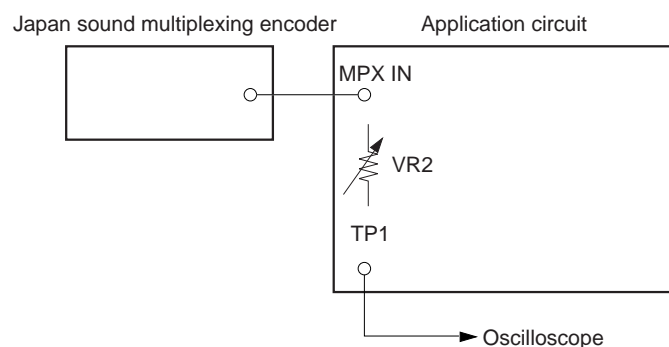 Japan sound multiplexing encoder
Application circuit
MPX IN
VR2
TP1
Oscilloscope